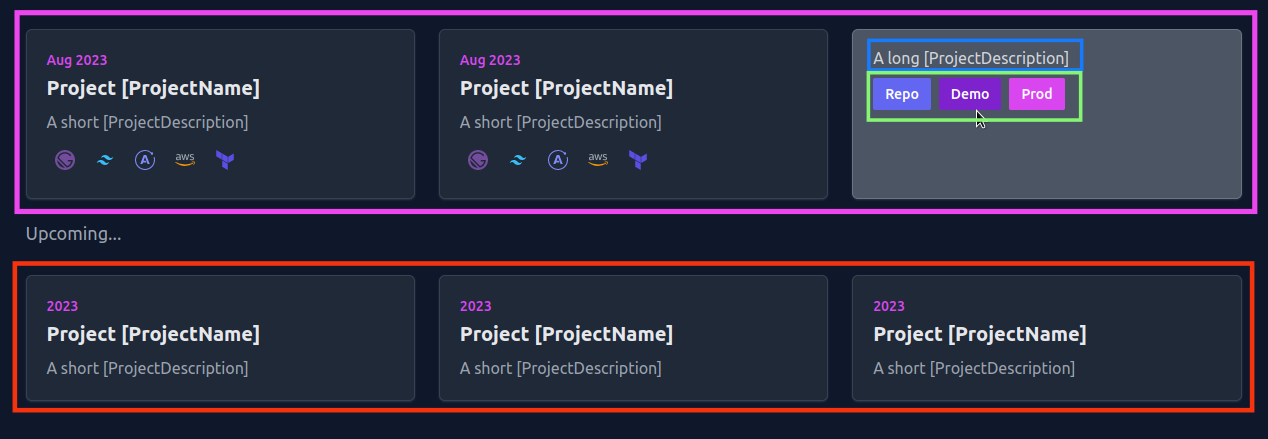 Aug 2023
Project [ProjectName]
A short [ProjectDescription]
aws
Aug 2023
Project [ProjectName]
A short [ProjectDescription]
aws
A long [ProjectDescription]
Repo Demo Prod
Upcoming...
2023
Project [ProjectName]
A short [ProjectDescription]
2023
Project [ProjectName]
A short [ProjectDescription]
2023
Project [ProjectName]
A short [ProjectDescription]